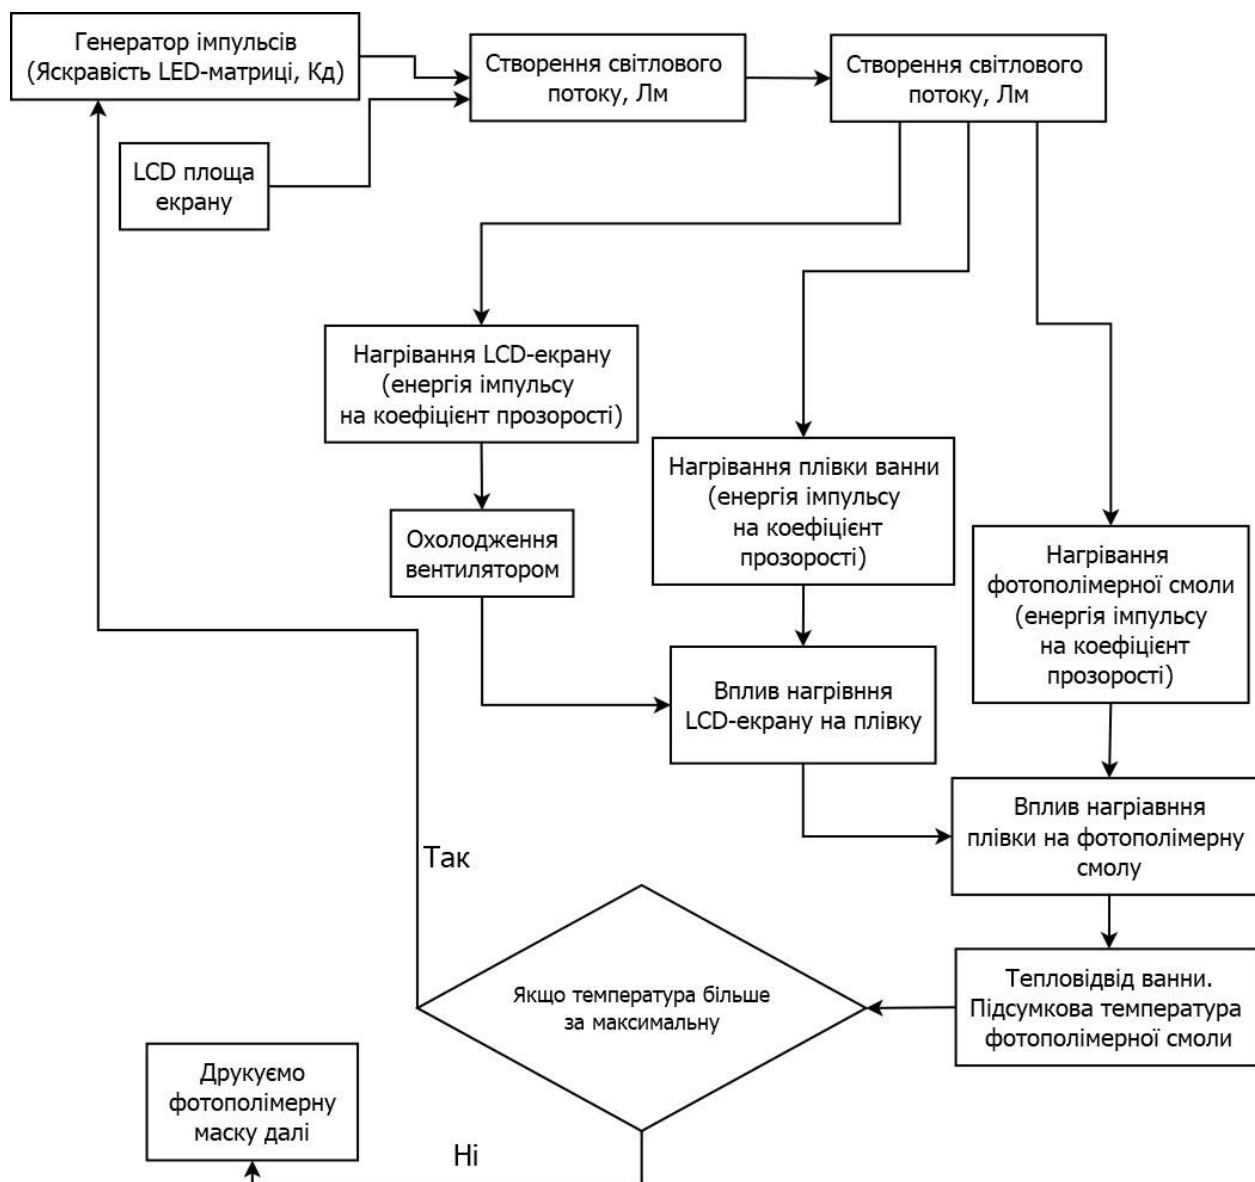 Генератор імпульсів
(Яскравість LED-матриці, Кд)
Створення світлового
потоку, Лм
Створення світлового
потоку, Лм
LCD площа
екрану
Нагрівання LCD-екрану
(енергія імпульсу
на коефіцієнт прозорості)
Нагрівання плівки ванни
(енергія імпульсу
на коефіцієнт
прозорості)
Охолодження
вентилятором
Нагрівання
фотополімерної смоли
(енергія імпульсу
на коефіцієнт
прозорості)
Вплив нагрівння
LCD-екрану на плівку
Вплив нагріавння
плівки на фотополімерну
смолу
Так
Якщо температура більше
за максимальну
Тепловідвід ванни.
Підсумкова температура
фотополімерної смоли
Друкуємо
фотополімерну
маску далі
Ні